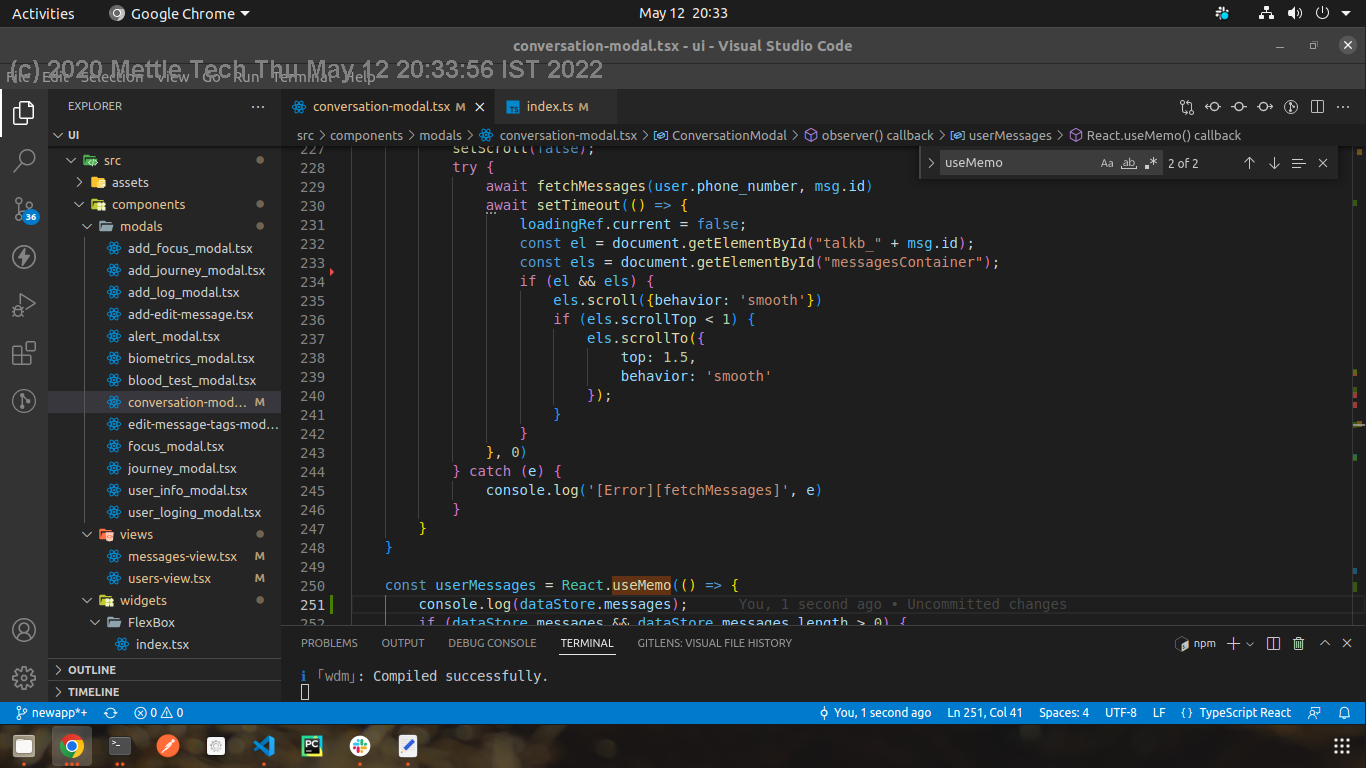 Activities
Google Chrome
May 12 20:33
conversation-modal.tsx - ui - Visual Studio Code
(c) 2020 Mettle Tech Thu May 12 20:33:56 IST 2022
File Edit Selection View Go Run Terminal Help
EXPLORER
UI
src
assets
components
modals
add_focus_modal.tsx
add_journey_modal.tsx
add_log_modal.tsx
add-edit-message.tsx
alert_modal.tsx
biometrics_modal.tsx
blood_test_modal.tsx
conversation-mod... M
edit-message-tags-mod...
focus_modal.tsx
journey_modal.tsx
user_info_modal.tsx
user_loging_modal.tsx
views
messages-view.tsx M
users-view.tsx M
widgets
FlexBox
index.tsx
OUTLINE
TIMELINE
36
conversation-modal.tsx M
index.ts M
src > components > modals > conversation-modal.tsx > ConversationModal > observer() callback > userMessages > React.useMemo() callback
useMemo Aa ab 2 of 2
227 setScroll(false);
228 try {
229 await fetchMessages(user.phone_number, msg.id)
230 await setTimeout(() => {
231 loadingRef.current = false;
232 const el = document.getElementById("talkb_" + msg.id);
233 const els = document.getElementById("messagesContainer");
234 if (el && els) {
235 els.scroll({behavior: 'smooth'})
236 if (els.scrollTop < 1) {
237 els.scrollTo({
238 top: 1.5,
239 behavior: 'smooth'
240 });
241 }
242 }
243 }, 0)
244 } catch (e) {
245 console.log('[Error][fetchMessages]', e)
246 }
247 }
248 }
249
250 const userMessages = React.useMemo(() => {
251 console.log(dataStore.messages); You, 1 second ago • Uncommitted changes
252 if (dataStore.messages && dataStore.messages.length > 0) {
PROBLEMS OUTPUT DEBUG CONSOLE TERMINAL GITLENS: VISUAL FILE HISTORY
npm
i ｢wdm｣: Compiled successfully.
newapp*+ 0 0
You, 1 second ago Ln 251, Col 41 Spaces: 4 UTF-8 LF {} TypeScript React